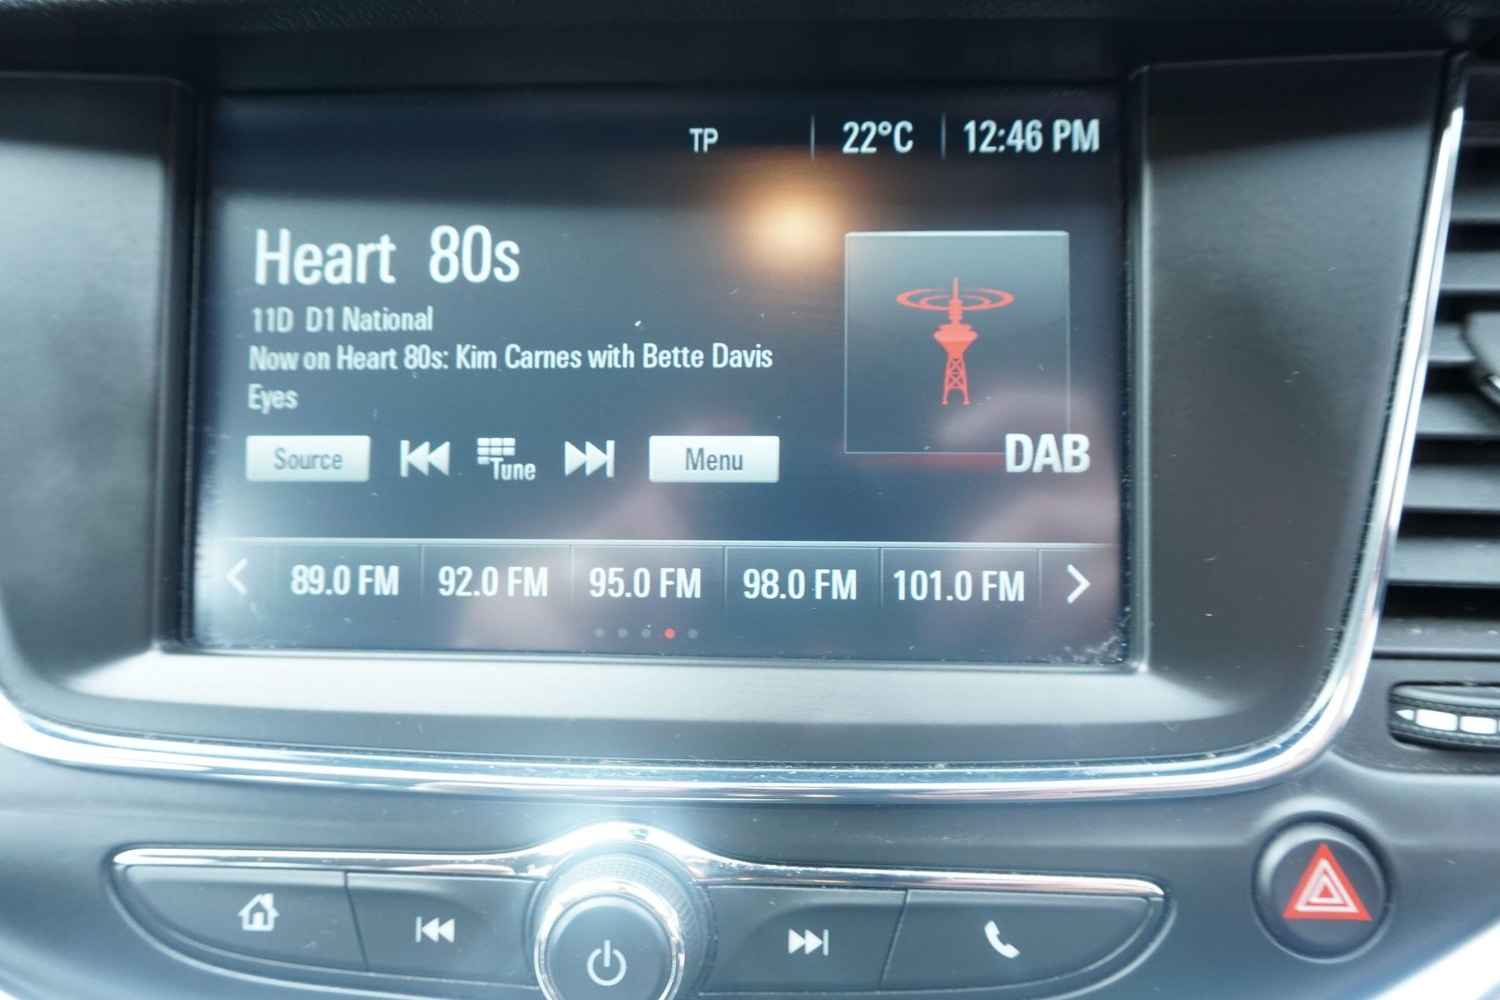 TP 22°C 12:46 PM
Heart 80s
11D D1 National
Now on Heart 80s: Kim Carnes with Bette Davis
Eyes
Source Tune Menu
DAB
89.0 FM 92.0 FM 95.0 FM 98.0 FM 101.0 FM